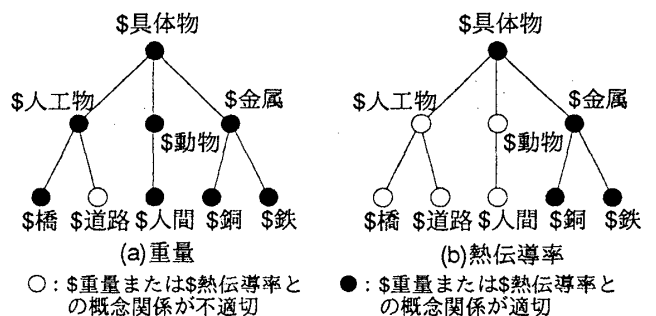 $具体物 $具体物
$人工物 $金属 $人工物 $金属
$動物 $動物
$橋 $道路 $人間 $銅 $鉄 $橋 $道路 $人間 $銅 $鉄
(a)重量 (b)熱伝導率
○：$重量または$熱伝導率と ●：$重量または$熱伝導率と
の概念関係が不適切 の概念関係が適切